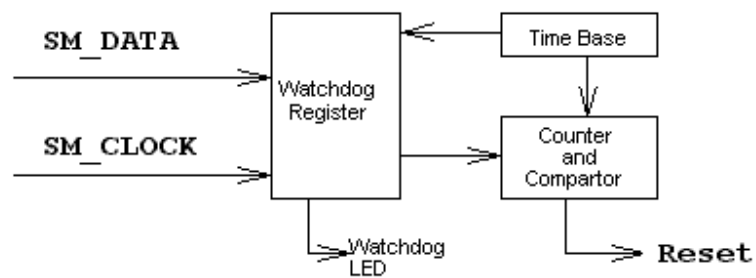 SM_DATA
Time Base
Watchdog
Register
SM_CLOCK
Counter
and
Compartor
Watchdog
LED
Reset